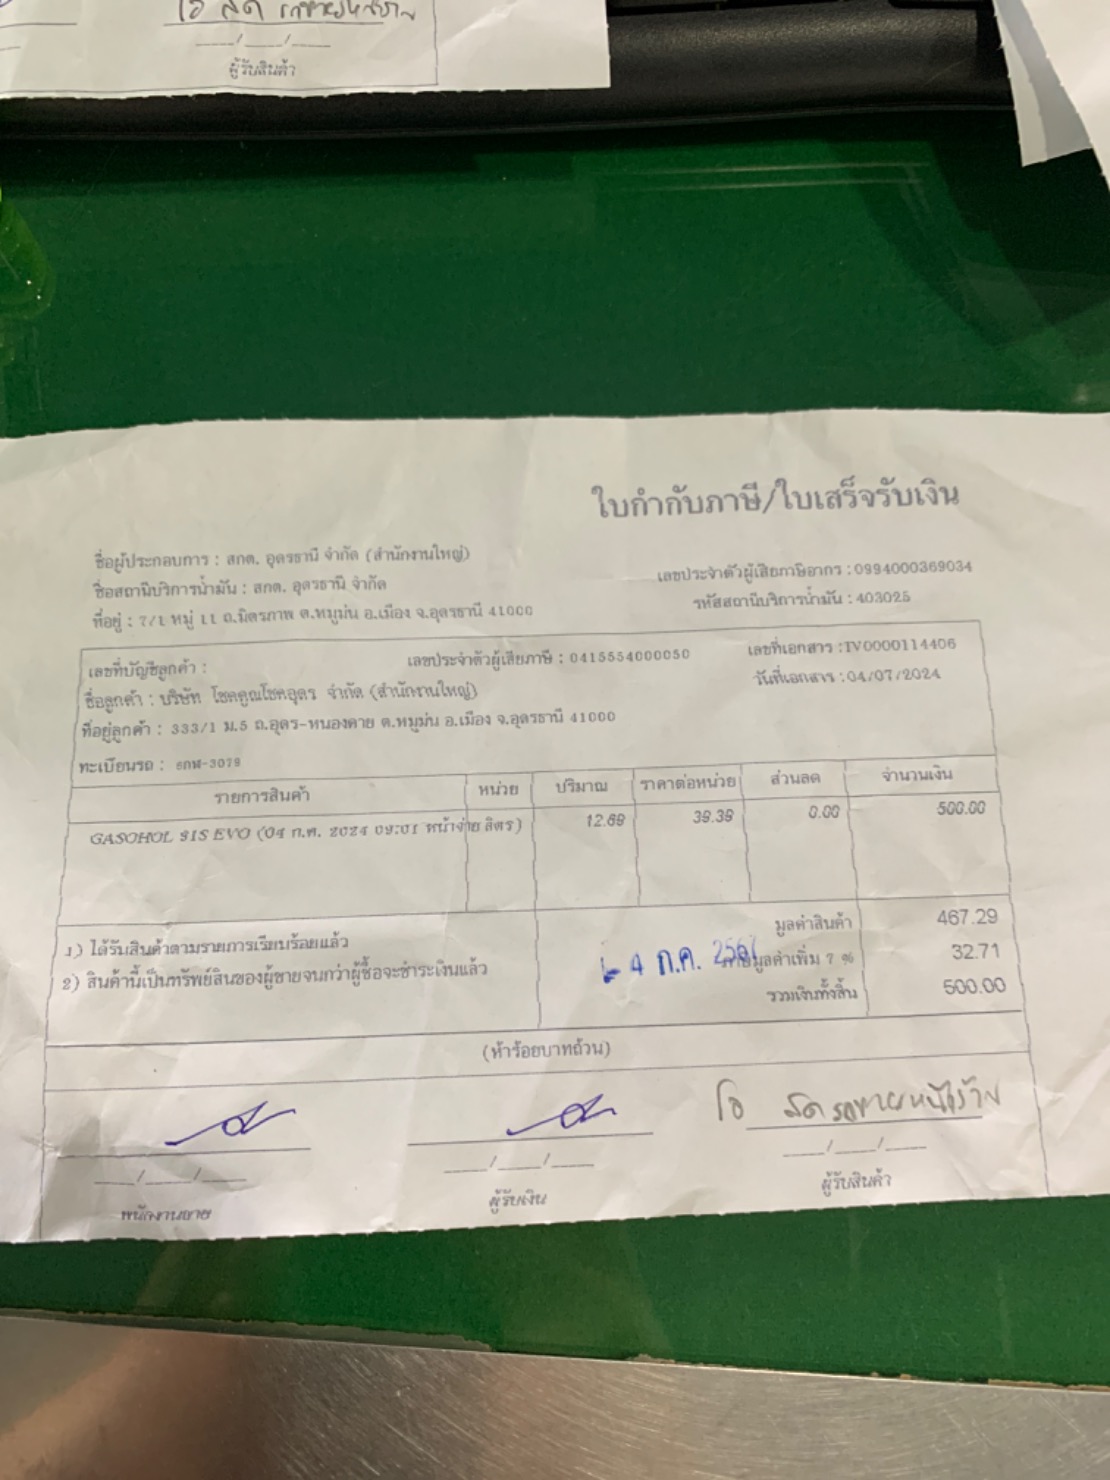 ผู้รับสินค้า
ใบกำกับภาษี/ใบเสร็จรับเงิน
ชื่อผู้ประกอบการ : สกต. อุดรธานี จำกัด (สำนักงานใหญ่)
เลขประจำตัวผู้เสียภาษีอากร : 0994000369034
ชื่อสถานีบริการน้ำมัน : สกต. อุดรธานี จำกัด
รหัสสถานีบริการน้ำมัน : 403025
ที่อยู่ : 7/1 หมู่ 11 ถ.มิตรภาพ ต.หมูม่น อ.เมือง จ.อุดรธานี 41000
เลขที่บัญชีลูกค้า : เลขประจำตัวผู้เสียภาษี : 0415554000050 เลขที่เอกสาร : IV0000114406
ชื่อลูกค้า : บริษัท โชคคูณโชคอุดร จำกัด (สำนักงานใหญ่) วันที่เอกสาร : 04/07/2024
ที่อยู่ลูกค้า : 333/1 ม.5 ถ.อุดร-หนองคาย ต.หมูม่น อ.เมือง จ.อุดรธานี 41000
ทะเบียนรถ :
รายการสินค้า หน่วย ปริมาณ ราคาต่อหน่วย ส่วนลด จำนวนเงิน
GASOHOL 91S EVO (04 ก.ค. 2024 09:01 หน้าจ่าย ลิตร) 12.69 39.39 0.00 500.00
มูลค่าสินค้า 467.29
1) ได้รับสินค้าตามรายการเรียบร้อยแล้ว
- 4 ก.ค. 2567 ภาษีมูลค่าเพิ่ม 7 % 32.71
2) สินค้านี้เป็นทรัพย์สินของผู้ขายจนกว่าผู้ซื้อจะชำระเงินแล้ว
รวมเงินทั้งสิ้น 500.00
(ห้าร้อยบาทถ้วน)
โอ สด
___/___/___ ___/___/___ ___/___/___
พนักงานขาย ผู้รับเงิน ผู้รับสินค้า